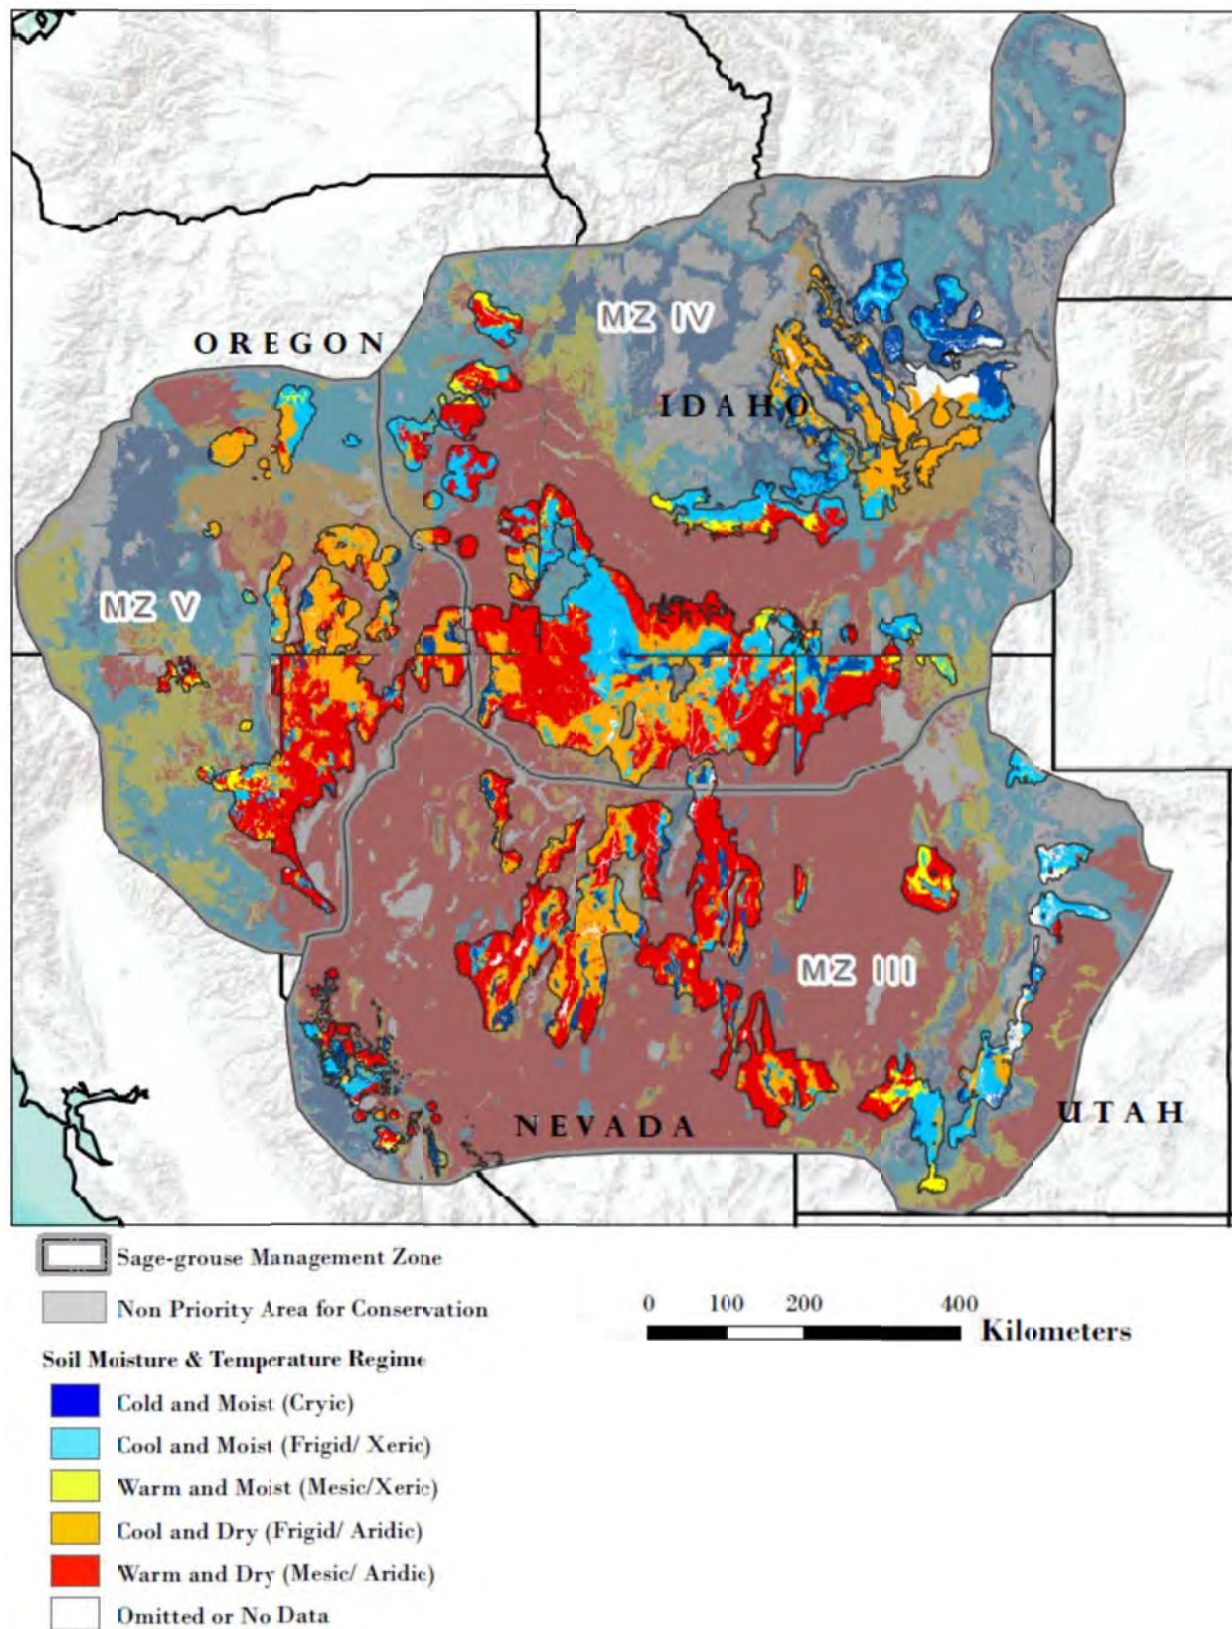 MZ IV
OREGON
IDAHO
MZ V
MZ III
NEVADA
UTAH
Sage-grouse Management Zone
Non Priority Area for Conservation
0 100 200 400
Kilometers
Soil Moisture & Temperature Regime
Cold and Moist (Cryic)
Cool and Moist (Frigid/ Xeric)
Warm and Moist (Mesic/Xeric)
Cool and Dry (Frigid/ Aridic)
Warm and Dry (Mesic/ Aridic)
Omitted or No Data